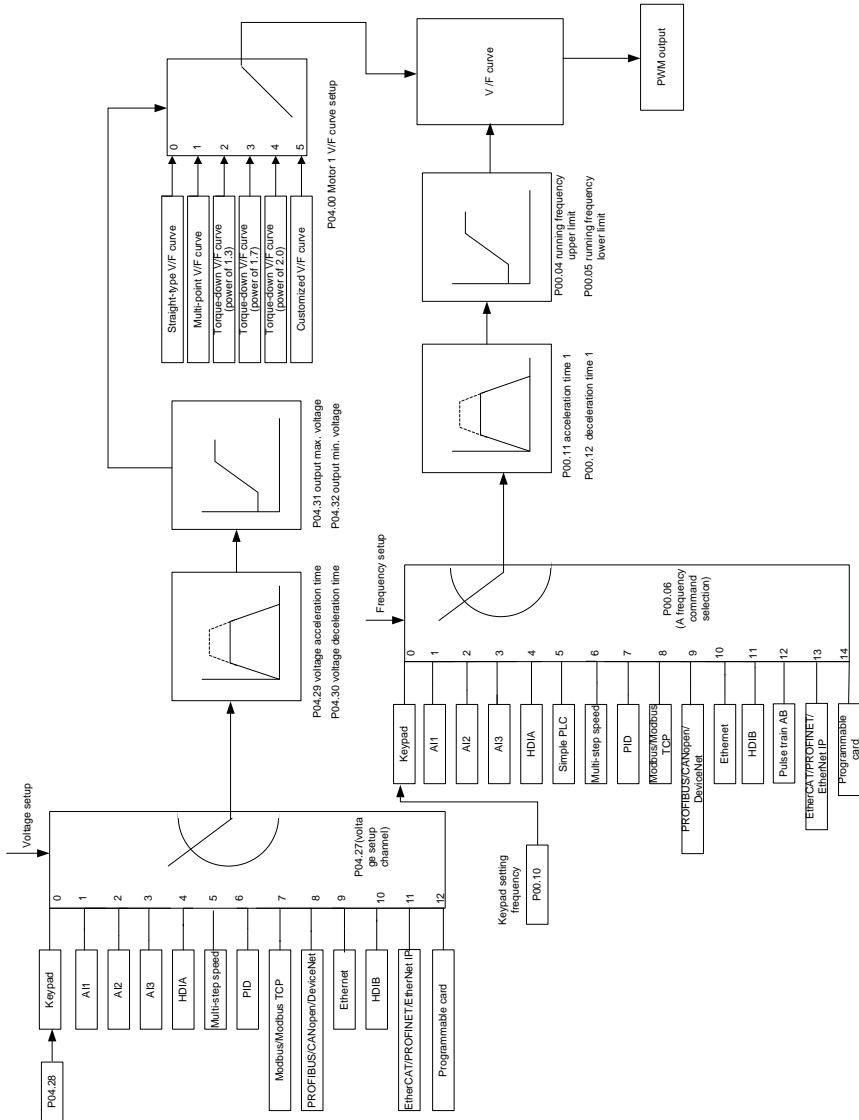 Voltage setup
P04.28
Keypad
AI1
AI2
AI3
HDIA
Multi-step speed
PID
Modbus/Modbus TCP
PROFIBUS/CANopen/DeviceNet
Ethernet
HDIB
EtherCAT/PROFINET/EtherNet IP
Programmable card
0
1
2
3
4
5
6
7
8
9
10
11
12
P04.27(volta
ge setup
channel)
P04.29 voltage acceleration time
P04.30 voltage deceleration time
P04.31 output max. voltage
P04.32 output min. voltage
Straight-type V/F curve
Multi-point V/F curve
Torque-down V/F curve
(power of 1.3)
Torque-down V/F curve
(power of 1.7)
Torque-down V/F curve
(power of 2.0)
Customized V/F curve
0
1
2
3
4
5
P04.00 Motor 1 V/F curve setup
Frequency setup
Keypad setting
frequency
P00.10
Keypad
AI1
AI2
AI3
HDIA
Simple PLC
Multi-step speed
PID
Modbus/Modbus
TCP
PROFIBUS/CANopen/
DeviceNet
Ethernet
HDIB
Pulse train AB
EtherCAT/PROFINET/
EtherNet IP
Programmable
card
0
1
2
3
4
5
6
7
8
9
10
11
12
13
14
P00.06
(A frequency
command
selection)
P00.11 acceleration time 1
P00.12 deceleration time 1
P00.04 running frequency
upper limit
P00.05 running frequency
lower limit
V /F curve
PWM output